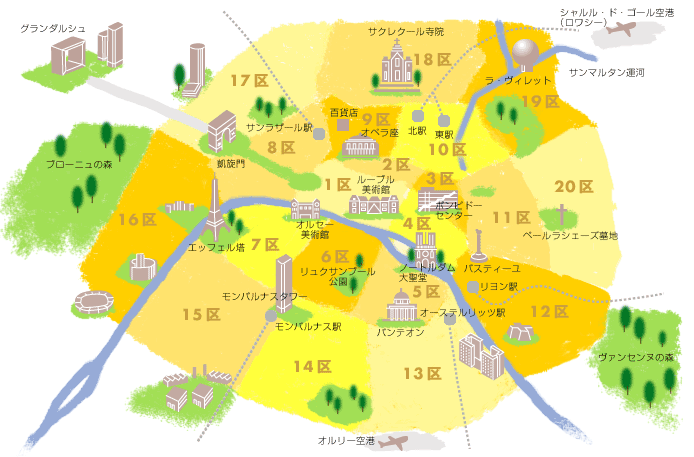 シャルル・ド・ゴール空港
（ロワシー）
グランダルシュ
サクレクール寺院
18区
17区
サンマルタン運河
ラ・ヴィレット
19区
百貨店
9区
サンラザール駅
オペラ座
北駅
東駅
8区
10区
凱旋門
2区
ブローニュの森
1区
ルーブル
美術館
3区
20区
ポンピドー
センター
16区
オルセー
美術館
4区
11区
ペールラシェーズ墓地
エッフェル塔
7区
6区
リュクサンブール
公園
ノートルダム
大聖堂
バスティーユ
モンパルナスタワー
5区
リヨン駅
15区
オーステルリッツ駅
12区
モンパルナス駅
パンテオン
ヴァンセンヌの森
14区
13区
オルリー空港